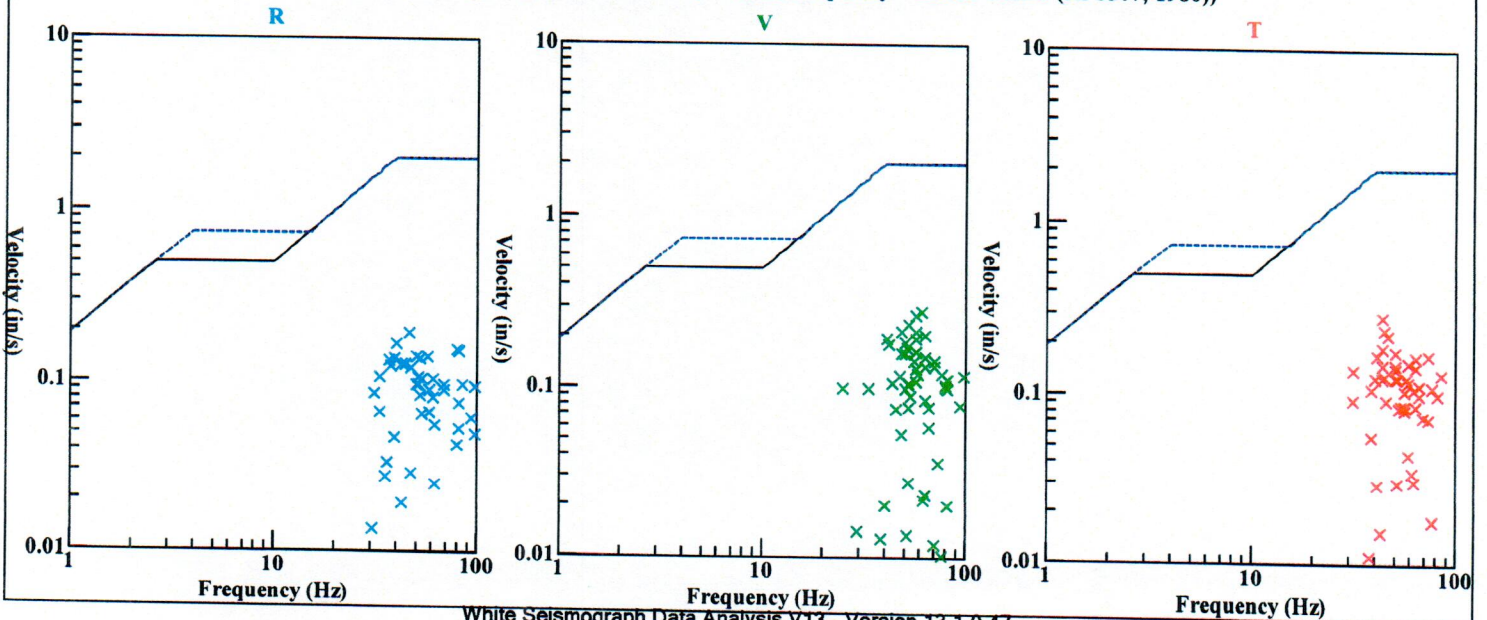 R V T
10 10 10
1 1 1
0.1 0.1 0.1
0.01 0.01 0.01
Velocity (in/s) Velocity (in/s) Velocity (in/s)
1 10 100 1 10 100 1 10 100
Frequency (Hz) Frequency (Hz) Frequency (Hz)
White Seismograph Data Analysis V13